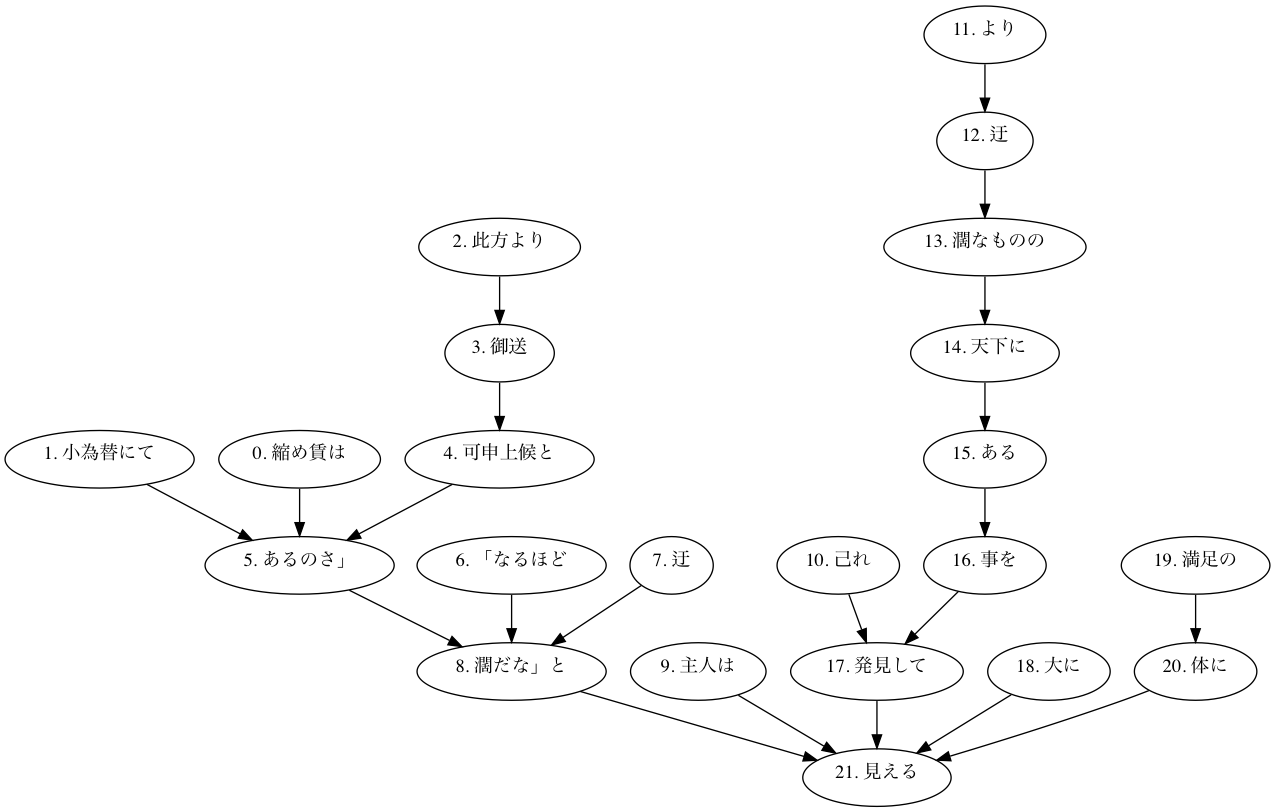 11. より
12. 迂
2. 此方より
13. 濶なものの
3. 御送
14. 天下に
1. 小為替にて
0. 縮め賃は
4. 可申上候と
15. ある
5. あるのさ」
6. 「なるほど
7. 迂
10. 己れ
16. 事を
19. 満足の
8. 濶だな」と
9. 主人は
17. 発見して
18. 大に
20. 体に
21. 見える